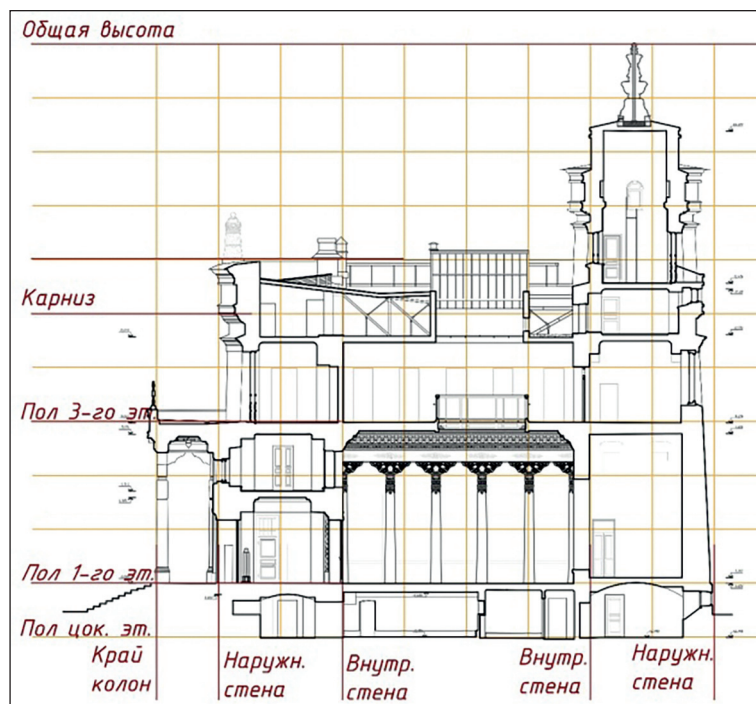 Общая высота
Карниз
Пол 3-го эт.
Пол 1-го эт.
Пол цок. эт.
Край
колон
Наружн.
стена
Внутр.
стена
Внутр.
стена
Наружн.
стена